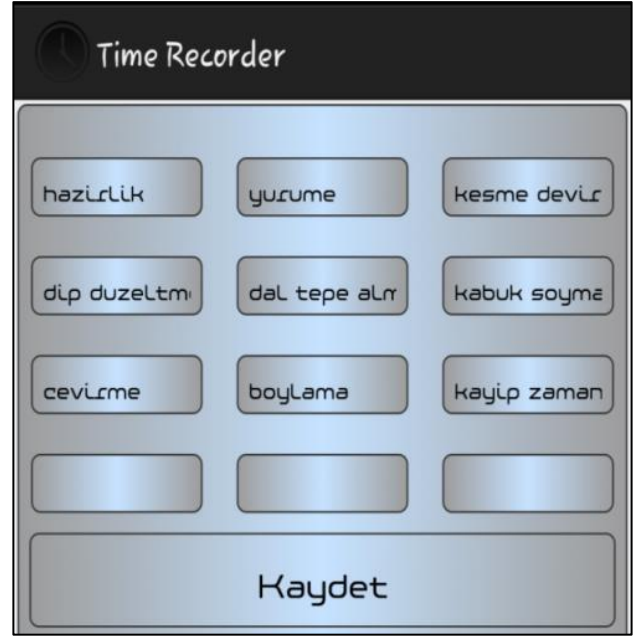 Time Recorder
hazirlik yurume kesme devir
dip duzeltm dal tepe alm kabuk soyma
cevirme boylama kayip zaman
Kaydet